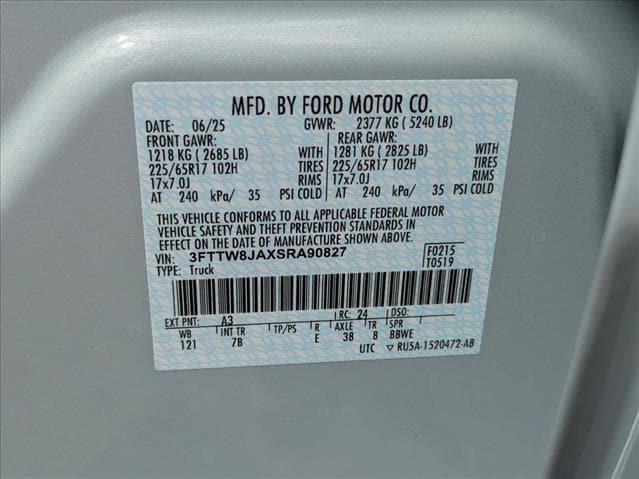 MFD. BY FORD MOTOR CO.
DATE: 06/25 GVWR: 2377 KG ( 5240 LB)
FRONT GAWR: REAR GAWR:
1218 KG ( 2685 LB) WITH 1281 KG ( 2825 LB) WITH
225/65R17 102H TIRES 225/65R17 102H TIRES
17x7.0J RIMS 17x7.0J RIMS
AT 240 kPa/ 35 PSI COLD AT 240 kPa/ 35 PSI COLD
THIS VEHICLE CONFORMS TO ALL APPLICABLE FEDERAL MOTOR
VEHICLE SAFETY AND THEFT PREVENTION STANDARDS IN
EFFECT ON THE DATE OF MANUFACTURE SHOWN ABOVE.
VIN: 3FTTW8JAXSRA90827 F0215
TYPE: Truck T0519
EXT PNT: A3 RC: 24 DSO:
WB INT TR TP/PS R AXLE TR SPR
121 7B E 38 8 BBWE
UTC ▽ RU5A-1520472-AB